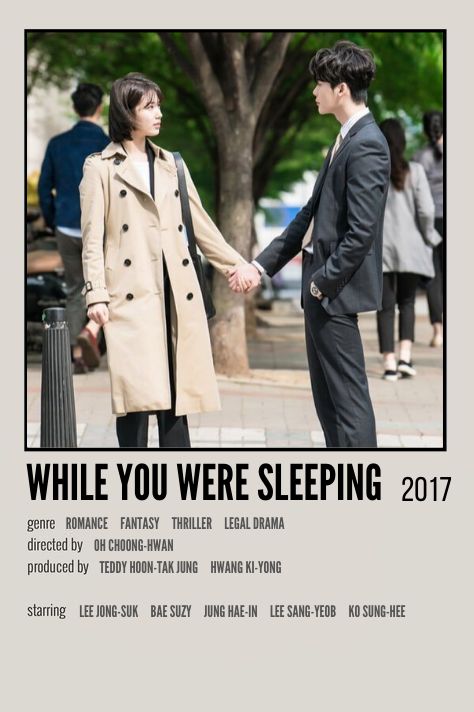 WHILE YOU WERE SLEEPING 2017
genre ROMANCE FANTASY THRILLER LEGAL DRAMA
directed by OH CHOONG-HWAN
produced by TEDDY HOON-TAK JUNG HWANG KI-YONG
starring LEE JONG-SUK BAE SUZY JUNG HAE-IN LEE SANG-YEOB KO SUNG-HEE